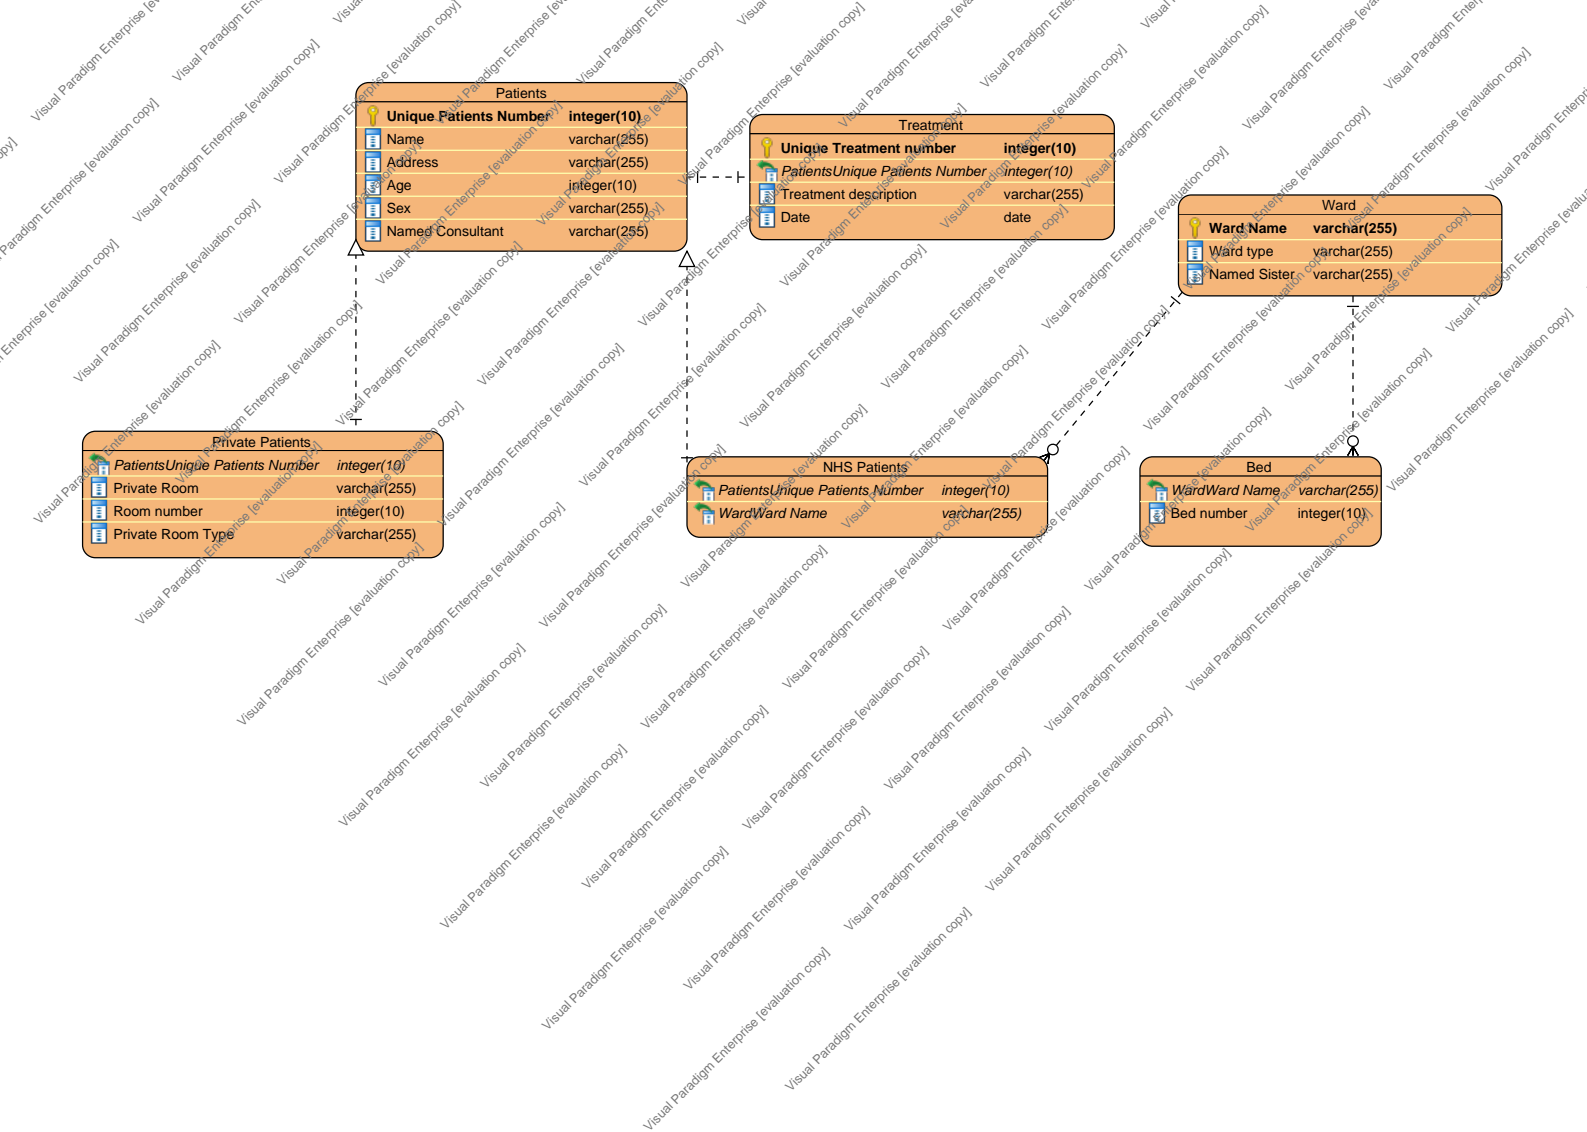 Patients
Unique Patients Number integer(10)
Name varchar(255)
Address varchar(255)
Age integer(10)
Sex varchar(255)
Named Consultant varchar(255)
Treatment
Unique Treatment number integer(10)
PatientsUnique Patients Number integer(10)
Treatment description varchar(255)
Date date
Ward
Ward Name varchar(255)
Ward type varchar(255)
Named Sister varchar(255)
Private Patients
PatientsUnique Patients Number integer(10)
Private Room varchar(255)
Room number integer(10)
Private Room Type varchar(255)
NHS Patients
PatientsUnique Patients Number integer(10)
WardWard Name varchar(255)
Bed
WardWard Name varchar(255)
Bed number integer(10)
Visual Paradigm Enterprise [evaluation copy]